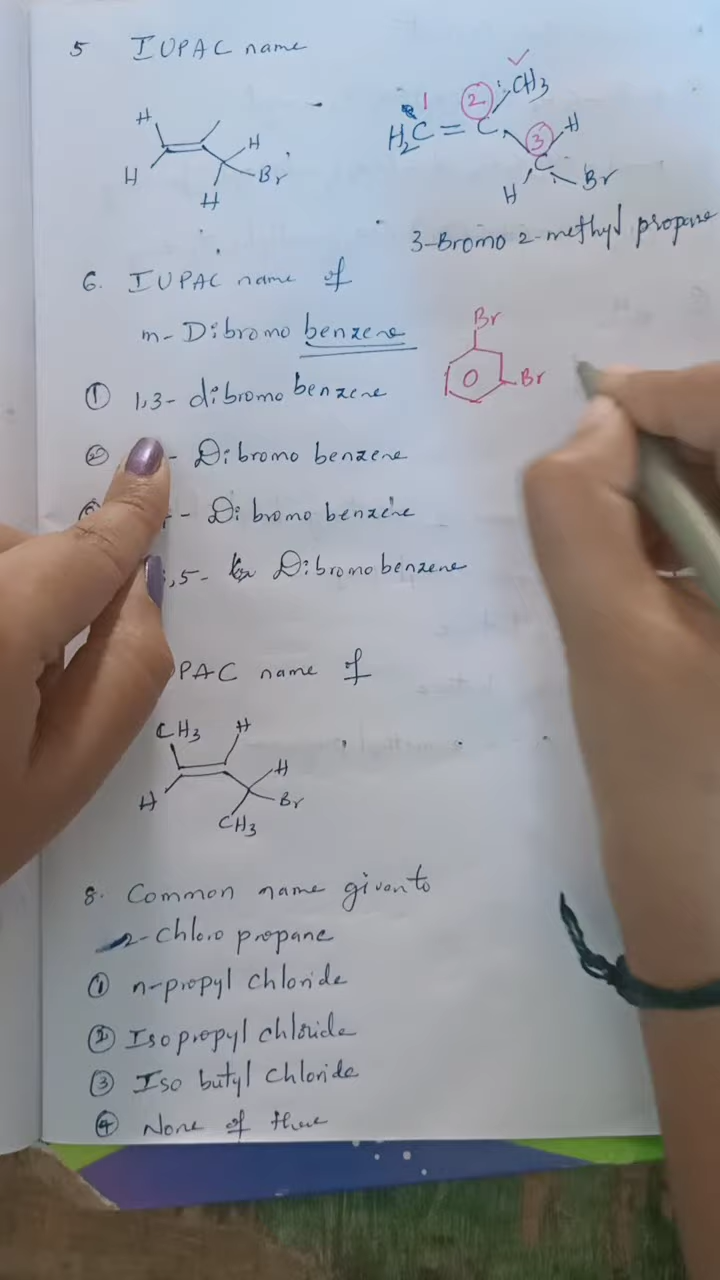 5 IUPAC name
H
H
H
Br
H
1 2 CH3
H2C = C
3 H
C
H Br
3-Bromo 2-methyl propane
6. IUPAC name of
m-Dibromo benzene
Br
Br
① 1,3- dibromo benzene
② - Dibromo benzene
- Dibromo benzene
,5- Dibromobenzene
PAC name of
CH3 H
H
H Br
CH3
8. Common name given to
2-chloro propane
① n-propyl chloride
② Isopropyl chloride
③ Iso butyl chloride
④ None of these